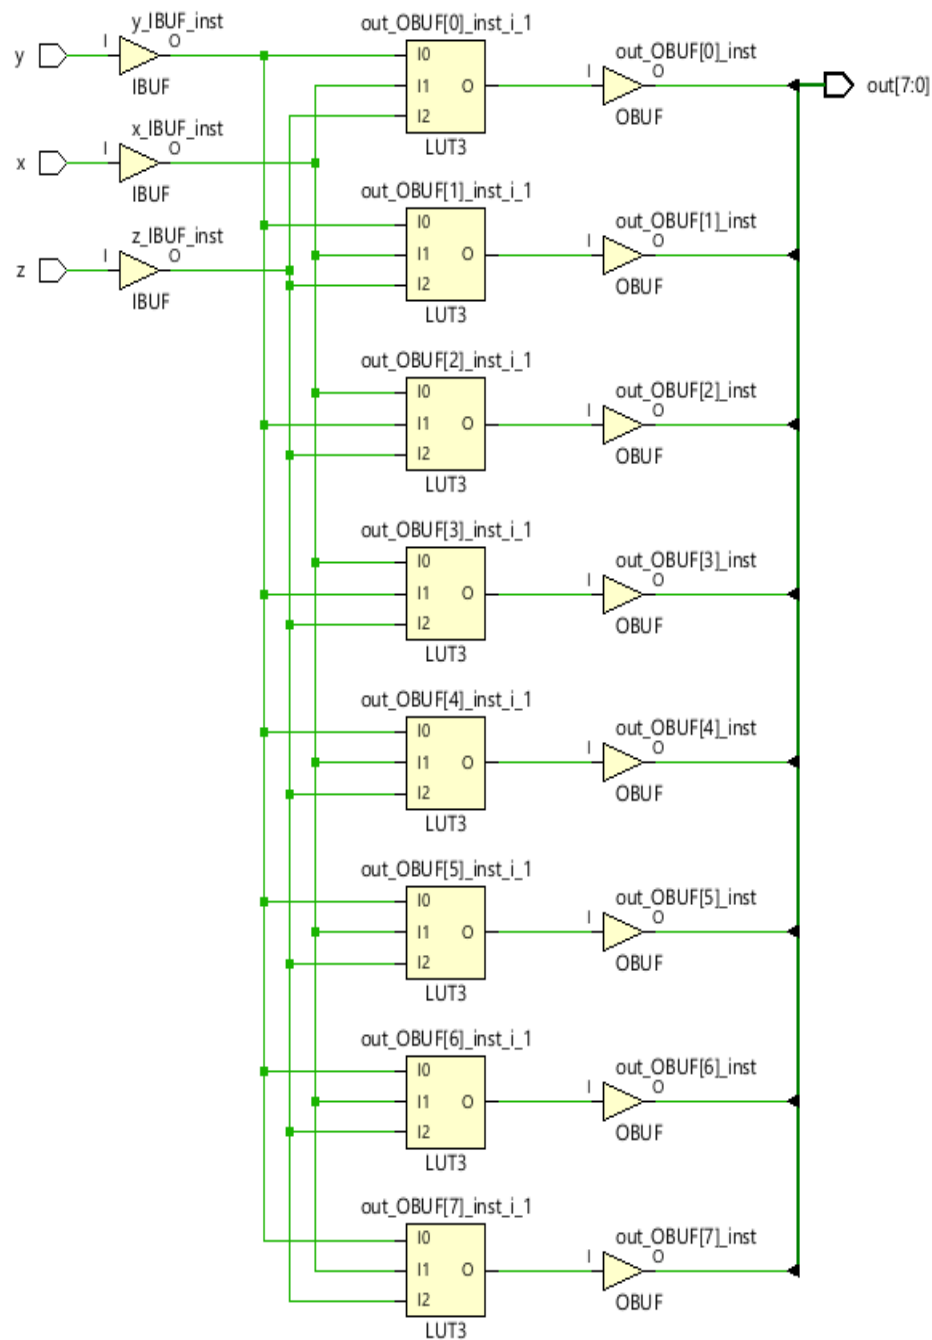 y
I
y_IBUF_inst
O
IBUF
x
I
x_IBUF_inst
O
IBUF
z
I
z_IBUF_inst
O
IBUF
out_OBUF[0]_inst_i_1
I0
I1
I2
O
LUT3
out_OBUF[0]_inst
I
O
OBUF
out[7:0]
out_OBUF[1]_inst_i_1
I0
I1
I2
O
LUT3
out_OBUF[1]_inst
I
O
OBUF
out_OBUF[2]_inst_i_1
I0
I1
I2
O
LUT3
out_OBUF[2]_inst
I
O
OBUF
out_OBUF[3]_inst_i_1
I0
I1
I2
O
LUT3
out_OBUF[3]_inst
I
O
OBUF
out_OBUF[4]_inst_i_1
I0
I1
I2
O
LUT3
out_OBUF[4]_inst
I
O
OBUF
out_OBUF[5]_inst_i_1
I0
I1
I2
O
LUT3
out_OBUF[5]_inst
I
O
OBUF
out_OBUF[6]_inst_i_1
I0
I1
I2
O
LUT3
out_OBUF[6]_inst
I
O
OBUF
out_OBUF[7]_inst_i_1
I0
I1
I2
O
LUT3
out_OBUF[7]_inst
I
O
OBUF